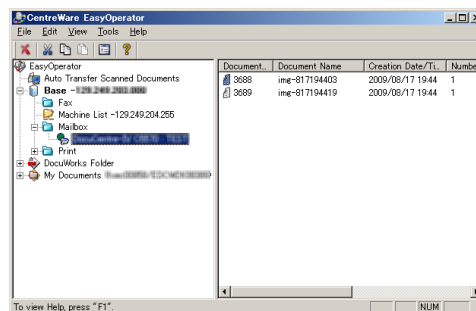 CentreWare EasyOperator
File Edit View Tools Help
EasyOperator
Auto Transfer Scanned Documents
Base -
Fax
Machine List -129.249.204.255
Mailbox
Print
DocuWorks Folder
My Documents
Document... Document Name Creation Date/Ti... Numbe
3688 img-817194403 2009/08/17 19:44 1
3689 img-817194419 2009/08/17 19:44 1
To view Help, press "F1".
NUM